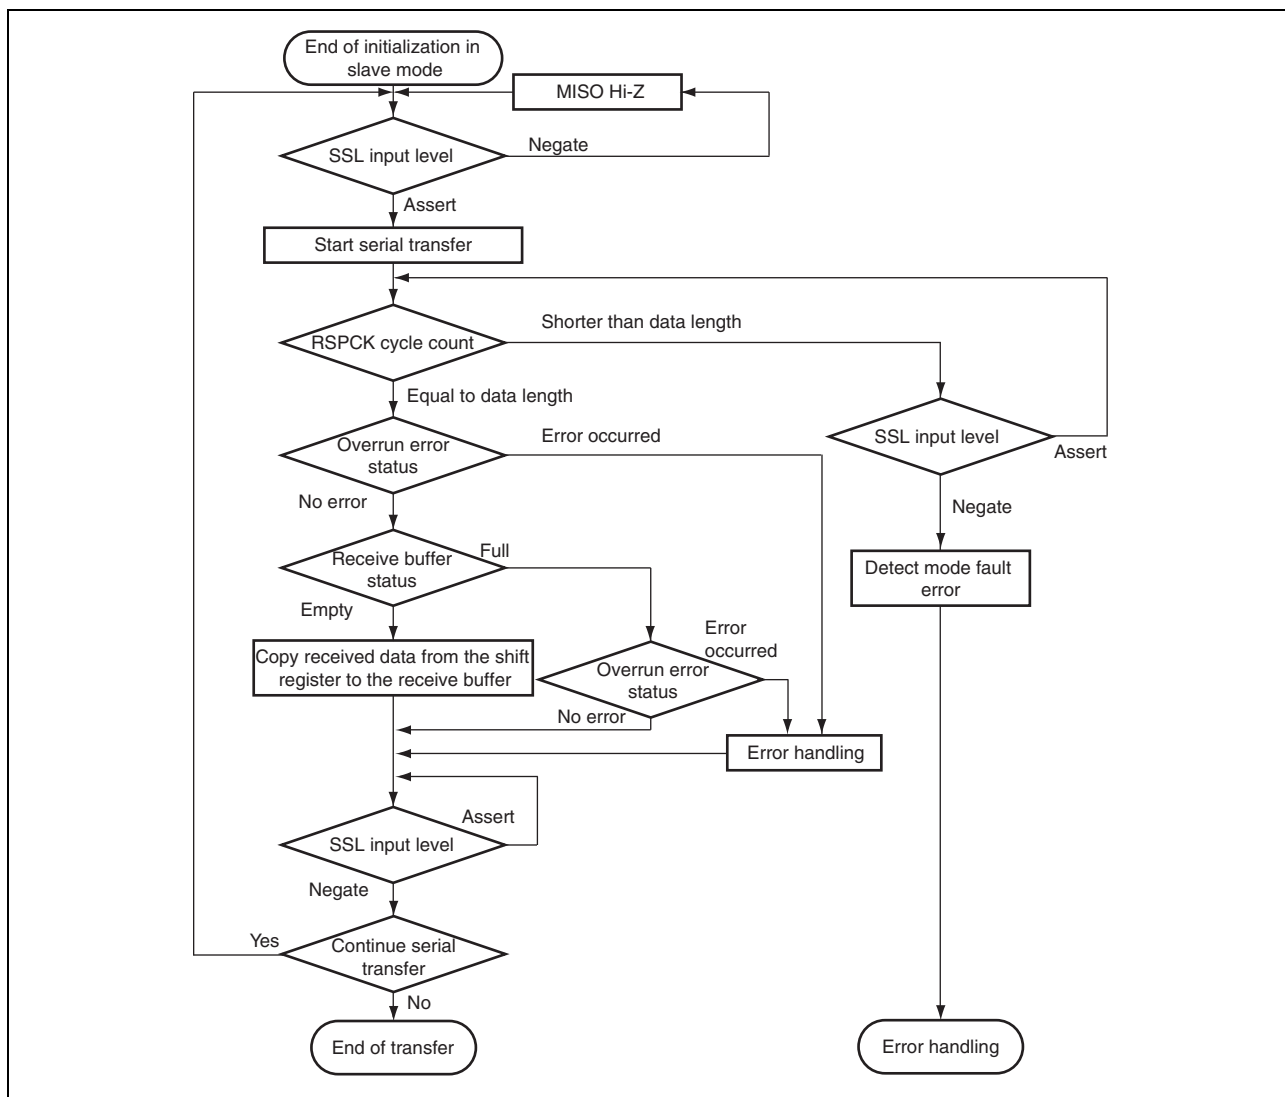 End of initialization in
slave mode
MISO Hi-Z
SSL input level
Negate
Assert
Start serial transfer
RSPCK cycle count
Shorter than data length
Equal to data length
SSL input level
Assert
Negate
Overrun error
status
Error occurred
No error
Receive buffer
status
Full
Empty
Detect mode fault
error
Copy received data from the shift
register to the receive buffer
Error
occurred
Overrun error
status
No error
Error handling
SSL input level
Assert
Negate
Continue serial
transfer
Yes
No
End of transfer
Error handling